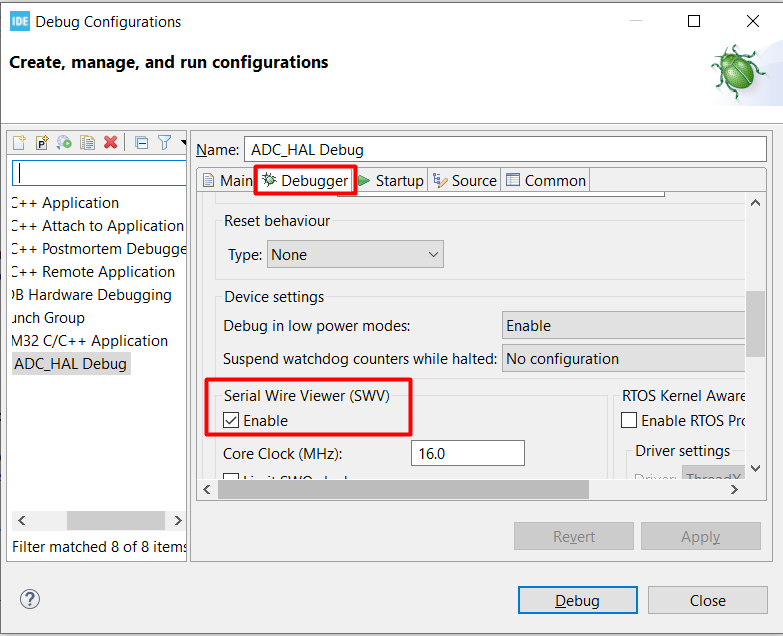 IDE Debug Configurations
Create, manage, and run configurations
Name: ADC_HAL Debug
Main Debugger Startup Source Common
C++ Application
C++ Attach to Application
C++ Postmortem Debugge
C++ Remote Application
DB Hardware Debugging
unch Group
M32 C/C++ Application
ADC_HAL Debug
Filter matched 8 of 8 items
Reset behaviour
Type: None
Device settings
Debug in low power modes: Enable
Suspend watchdog counters while halted: No configuration
Serial Wire Viewer (SWV)
Enable
Core Clock (MHz): 16.0
RTOS Kernel Aware
Enable RTOS Pro
Driver settings
Driver: ThreadX
Revert Apply
? Debug Close